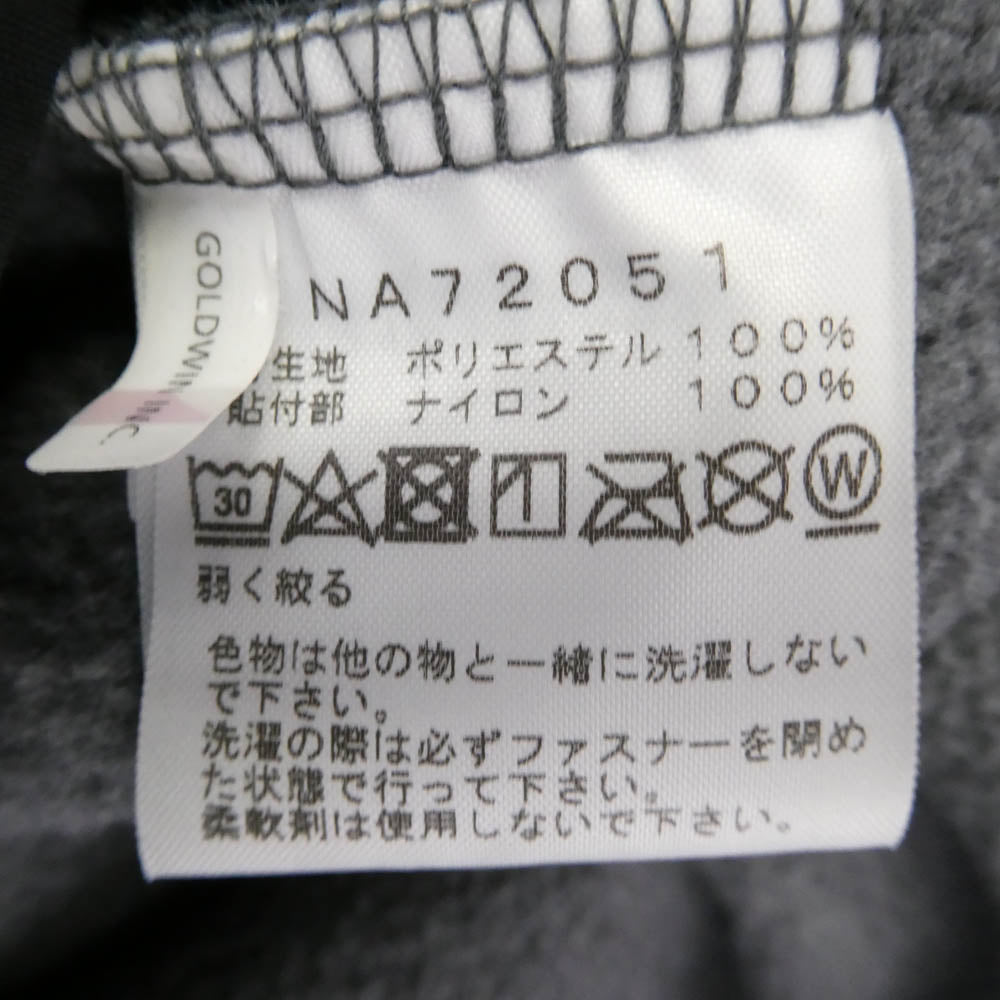 GOLDWIN INC.
NA72051
生地 ポリエステル 100%
貼付部 ナイロン 100%
30
W
弱く絞る
色物は他の物と一緒に洗濯しない
で下さい。
洗濯の際は必ずファスナーを閉め
た状態で行って下さい。
柔軟剤は使用しないで下さい。